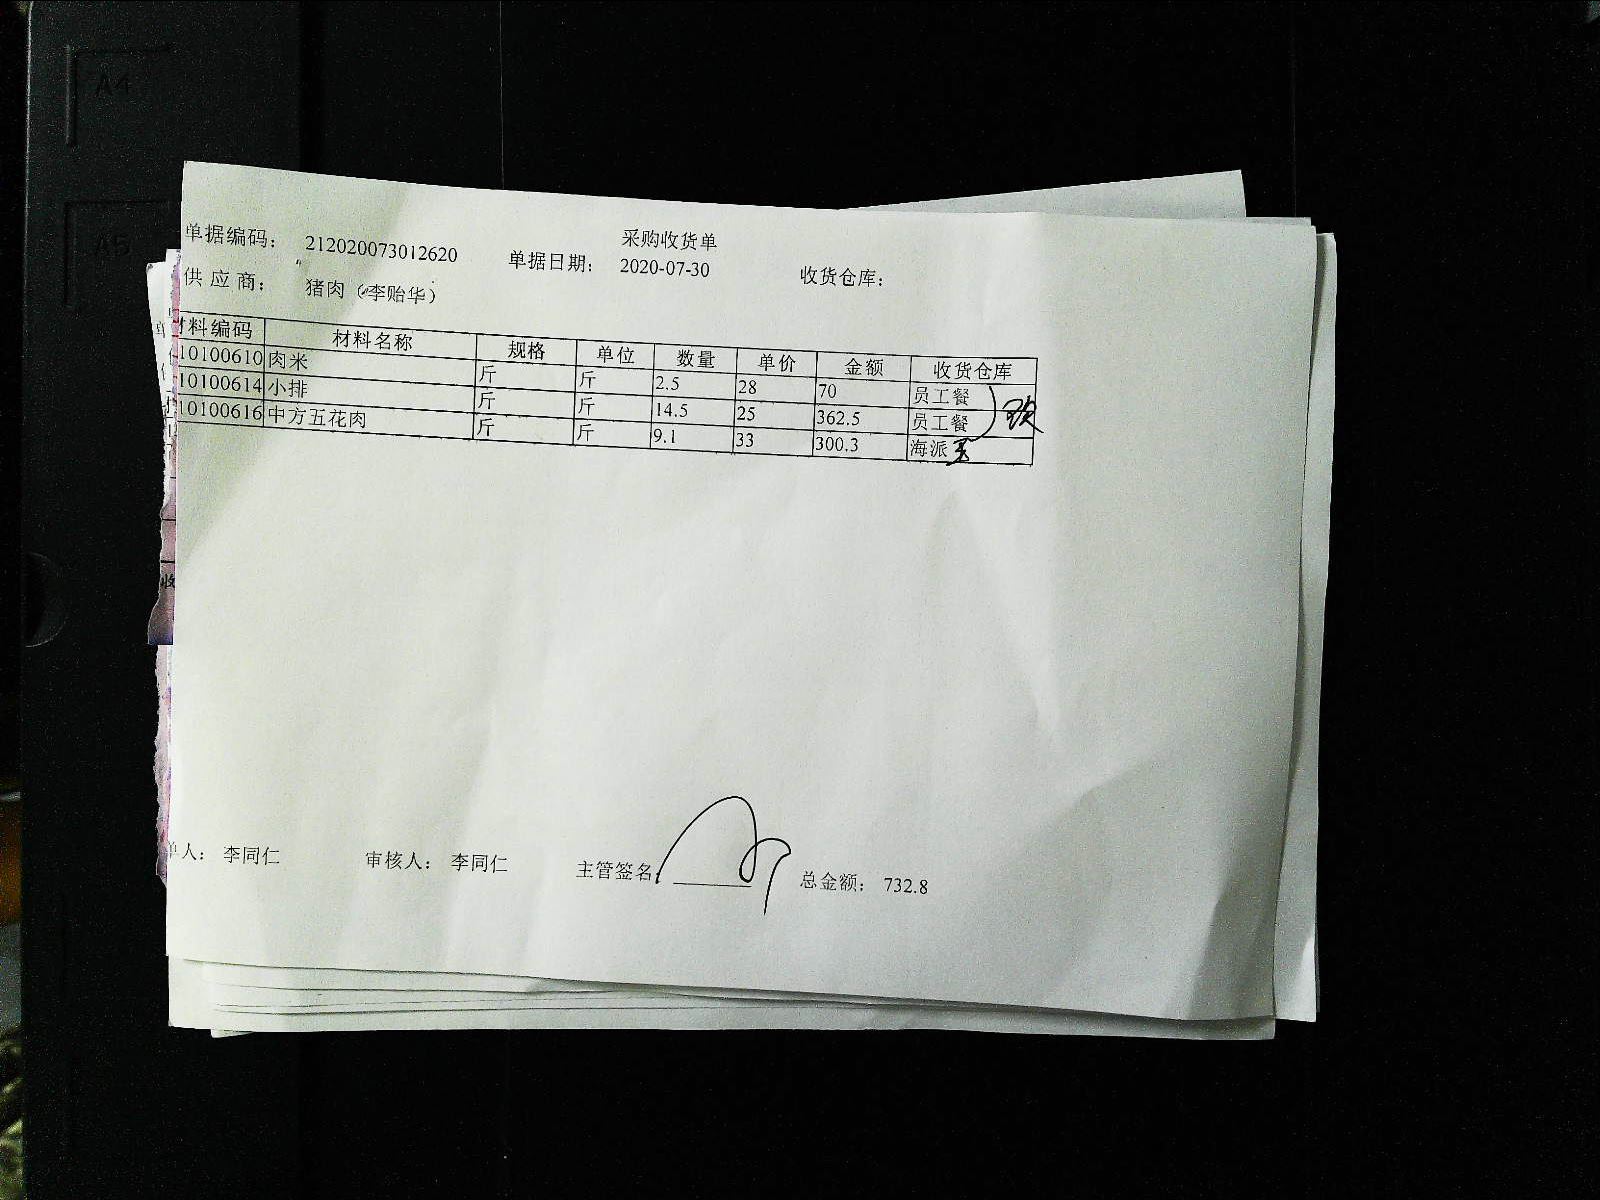 采购收货单
单据编码： 212020073012620 单据日期： 2020-07-30 收货仓库：
供 应 商： 猪肉（李贻华）
材料编码 材料名称 规格 单位 数量 单价 金额 收货仓库
10100610 肉米 斤 斤 2.5 28 70 员工餐
10100614 小排 斤 斤 14.5 25 362.5 员工餐
10100616 中方五花肉 斤 斤 9.1 33 300.3 海派
单人： 李同仁 审核人： 李同仁 主管签名： 总金额： 732.8
A4
A5
收